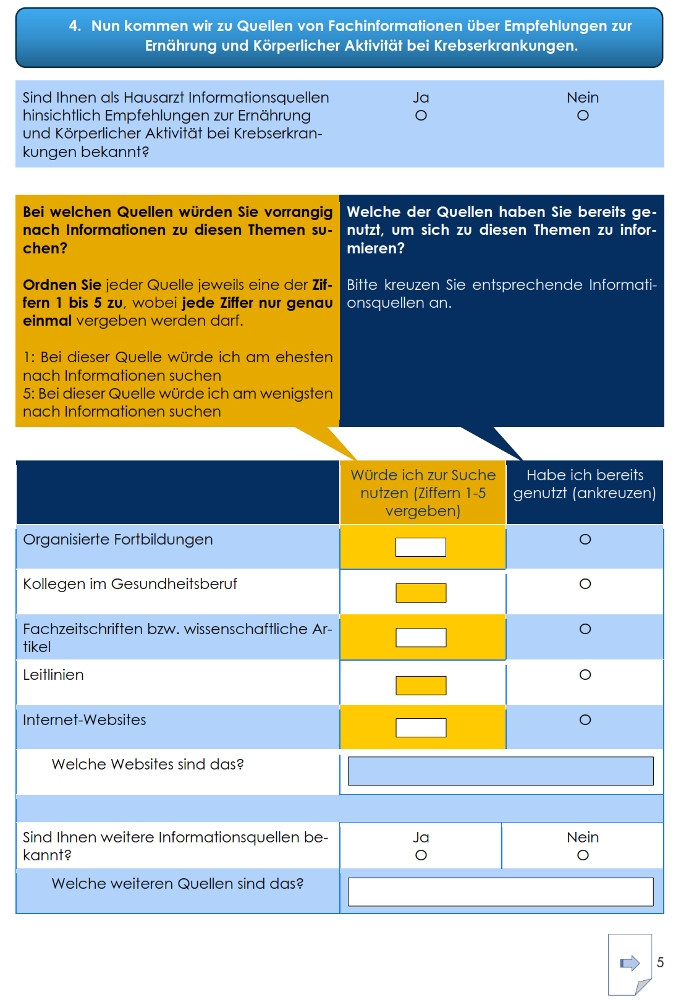 4. Nun kommen wir zu Quellen von Fachinformationen über Empfehlungen zur
Ernährung und Körperlicher Aktivität bei Krebserkrankungen.
Sind Ihnen als Hausarzt Informationsquellen
hinsichtlich Empfehlungen zur Ernährung
und Körperlicher Aktivität bei Krebserkran-
kungen bekannt?
Ja
O
Nein
O
Bei welchen Quellen würden Sie vorrangig
nach Informationen zu diesen Themen su-
chen?
Ordnen Sie jeder Quelle jeweils eine der Zif-
fern 1 bis 5 zu, wobei jede Ziffer nur genau
einmal vergeben werden darf.
1: Bei dieser Quelle würde ich am ehesten
nach Informationen suchen
5: Bei dieser Quelle würde ich am wenigsten
nach Informationen suchen
Welche der Quellen haben Sie bereits ge-
nutzt, um sich zu diesen Themen zu infor-
mieren?
Bitte kreuzen Sie entsprechende Informati-
onsquellen an.
Würde ich zur Suche
nutzen (Ziffern 1-5
vergeben)
Habe ich bereits
genutzt (ankreuzen)
Organisierte Fortbildungen
O
Kollegen im Gesundheitsberuf
O
Fachzeitschriften bzw. wissenschaftliche Ar-
tikel
O
Leitlinien
O
Internet-Websites
O
Welche Websites sind das?
Sind Ihnen weitere Informationsquellen be-
kannt?
Ja
O
Nein
O
Welche weiteren Quellen sind das?
5